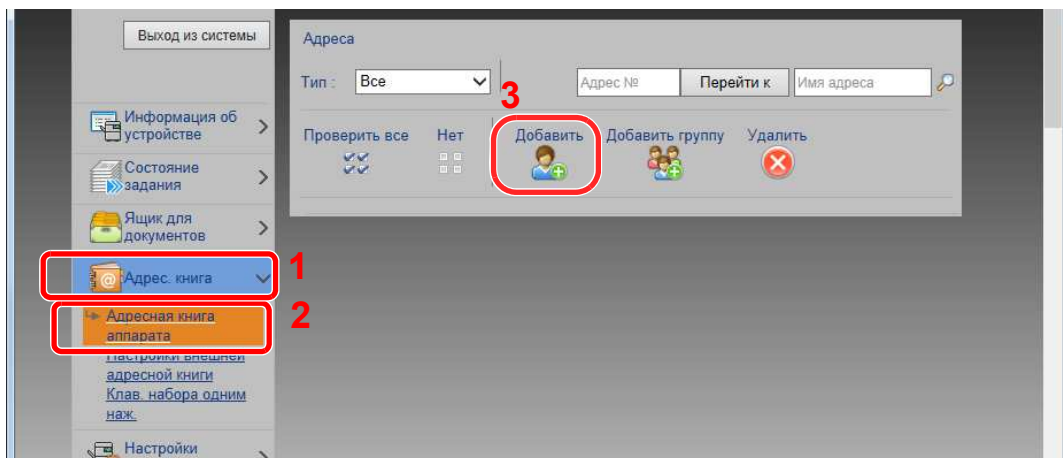 Выход из системы
Информация об
устройстве
Состояние
задания
Ящик для
документов
Адрес. книга
1
Адресная книга
аппарата
2
Настройки внешней
адресной книги
Клав. набора одним
наж.
Настройки
Адреса
Тип :
Все
3
Адрес №
Перейти к
Имя адреса
Проверить все
Нет
Добавить
Добавить группу
Удалить